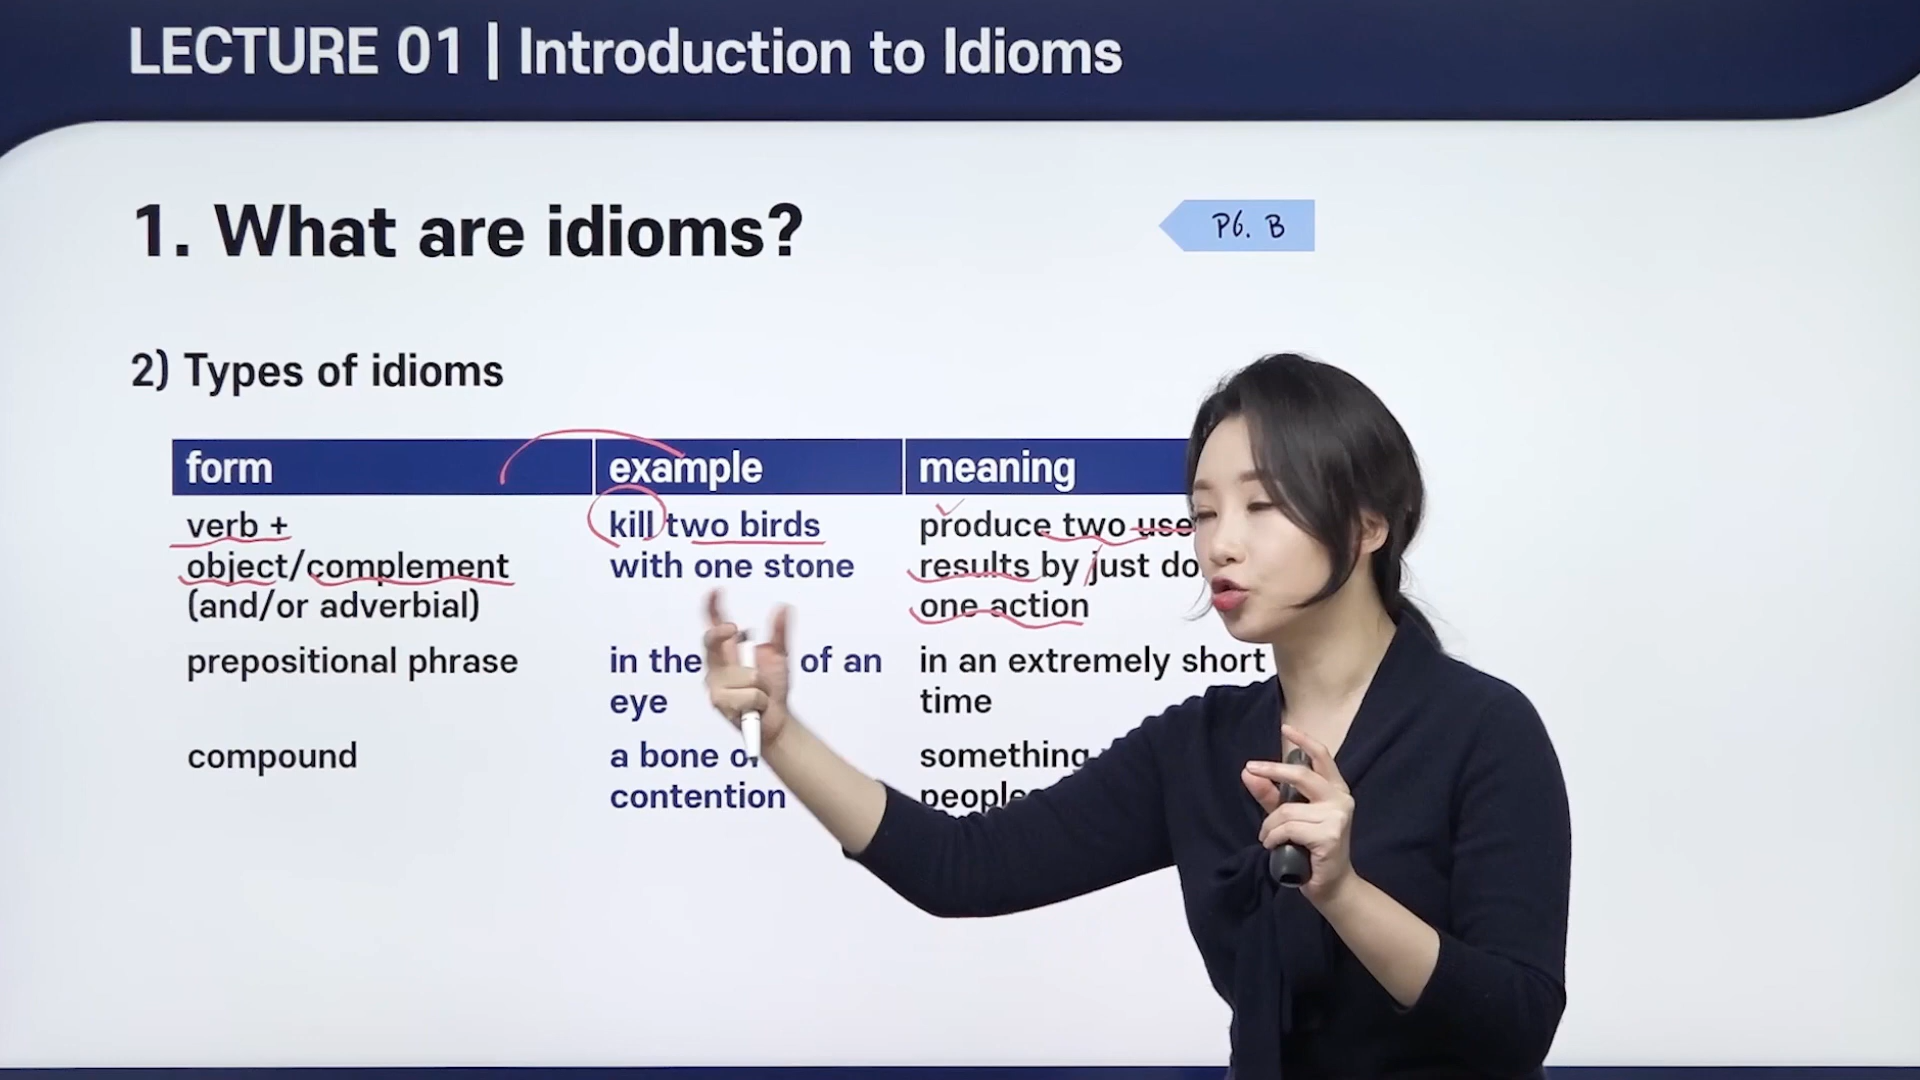 LECTURE 01 | Introduction to Idioms
1. What are idioms?
P6. B
2) Types of idioms
form example meaning
verb + kill two birds produce two
object/complement with one stone results by just
(and/or adverbial) one action
prepositional phrase in the of an in an extremely short
eye time
compound a bone something
contention